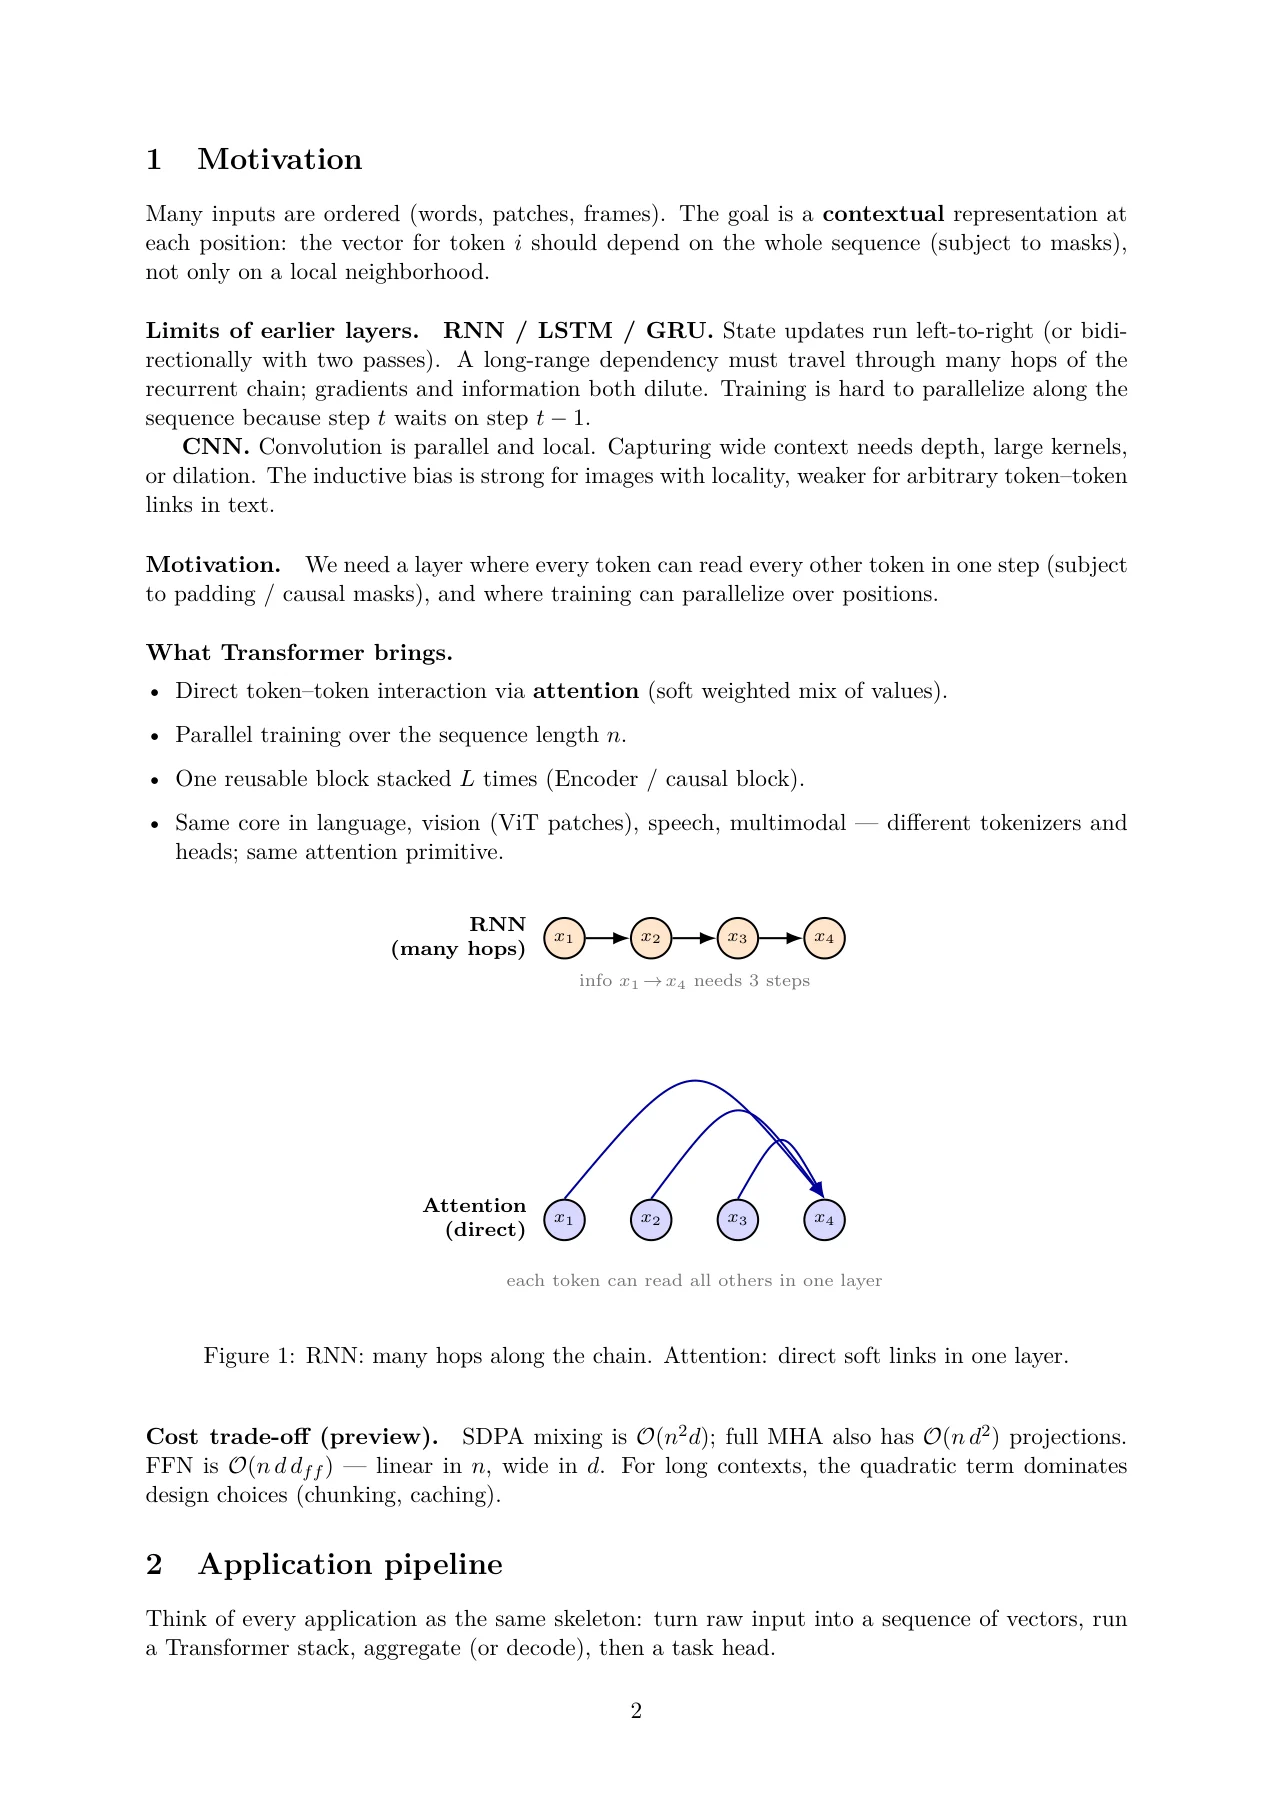 1 Motivation
Many inputs are ordered (words, patches, frames). The goal is a contextual representation at
each position: the vector for token i should depend on the whole sequence (subject to masks),
not only on a local neighborhood.
Limits of earlier layers. RNN / LSTM / GRU. State updates run left-to-right (or bidi-
rectionally with two passes). A long-range dependency must travel through many hops of the
recurrent chain; gradients and information both dilute. Training is hard to parallelize along the
sequence because step t waits on step t − 1.
CNN. Convolution is parallel and local. Capturing wide context needs depth, large kernels,
or dilation. The inductive bias is strong for images with locality, weaker for arbitrary token–token
links in text.
Motivation. We need a layer where every token can read every other token in one step (subject
to padding / causal masks), and where training can parallelize over positions.
What Transformer brings.
• Direct token–token interaction via attention (soft weighted mix of values).
• Parallel training over the sequence length n.
• One reusable block stacked L times (Encoder / causal block).
• Same core in language, vision (ViT patches), speech, multimodal — different tokenizers and
heads; same attention primitive.
RNN
(many hops)
x₁ x₂ x₃ x₄
info x₁→x₄ needs 3 steps
Attention
(direct)
x₁ x₂ x₃ x₄
each token can read all others in one layer
Figure 1: RNN: many hops along the chain. Attention: direct soft links in one layer.
Cost trade-off (preview). SDPA mixing is O(n²d); full MHA also has O(n d²) projections.
FFN is O(n d d_ff) — linear in n, wide in d. For long contexts, the quadratic term dominates
design choices (chunking, caching).
2 Application pipeline
Think of every application as the same skeleton: turn raw input into a sequence of vectors, run
a Transformer stack, aggregate (or decode), then a task head.
2